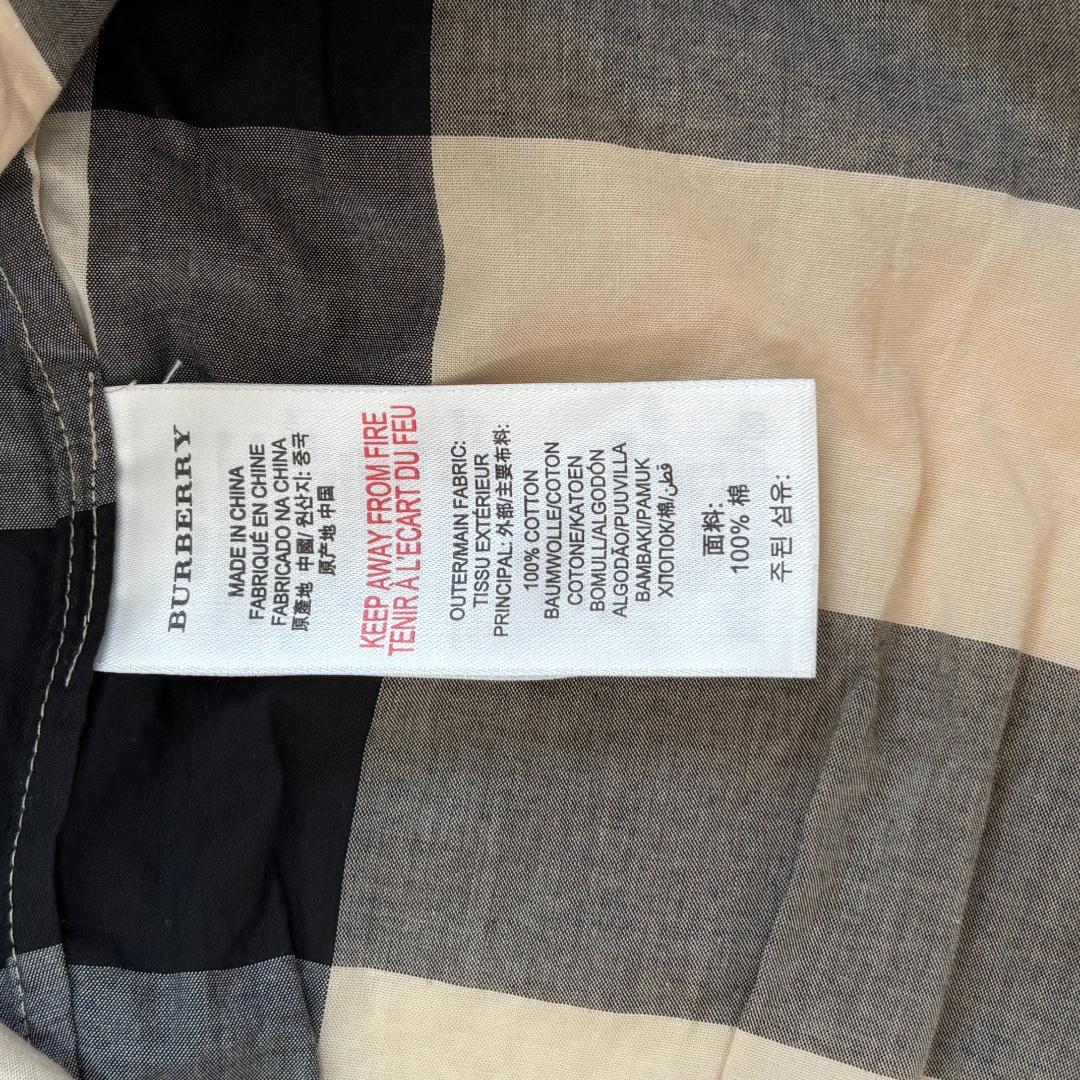 BURBERRY
MADE IN CHINA
FABRIQUÉ EN CHINE
FABRICADO NA CHINA
原產地 中國/ 원산지: 중국
原产地 中国
KEEP AWAY FROM FIRE
TENIR À L'ECART DU FEU
OUTER/MAIN FABRIC:
TISSU EXTÉRIEUR
PRINCIPAL: 外部/主要布料:
100% COTTON
BAUMWOLLE/COTON
COTONE/KATOEN
BOMULL/ALGODÓN
ALGODÃO/PUUVILLA
ΒΑΜΒΑΚΙ/PAMUK
ХЛОПОК/棉/قطن
面料:
100% 棉
주된 섬유: